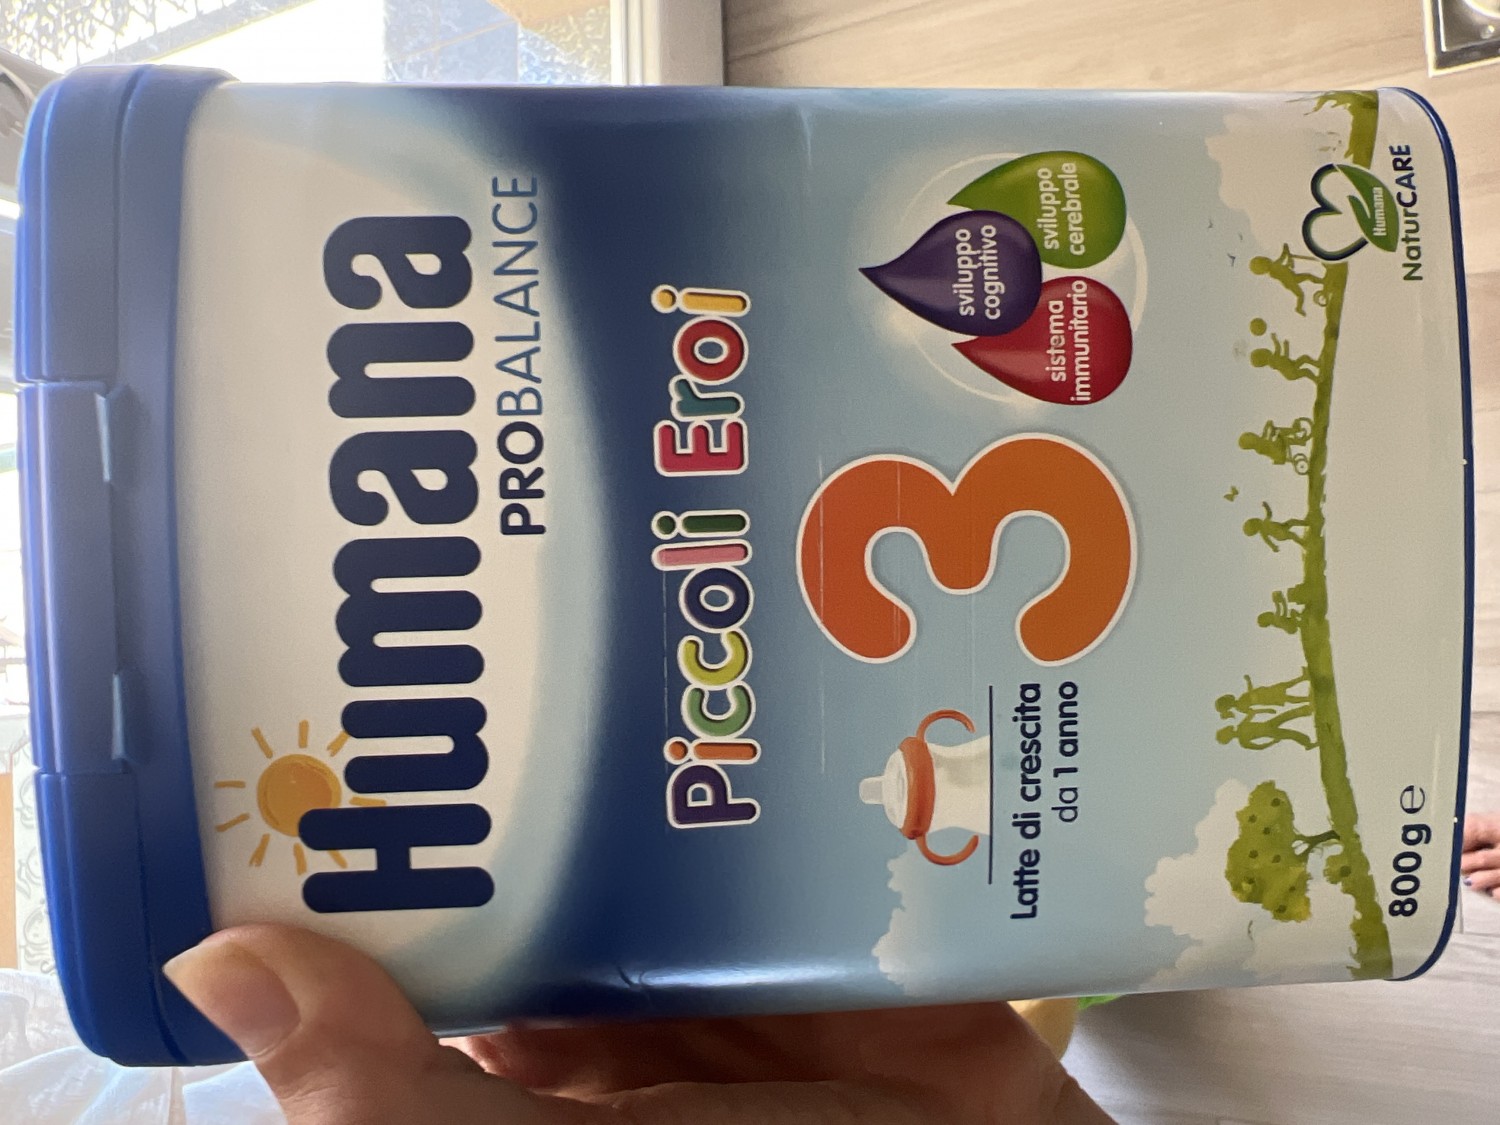 Humana
PROBALANCE
Piccoli Eroi
3
Latte di crescita
da 1 anno
sviluppo
cognitivo
sistema
immunitario
sviluppo
cerebrale
800g e
Humana
NaturCARE